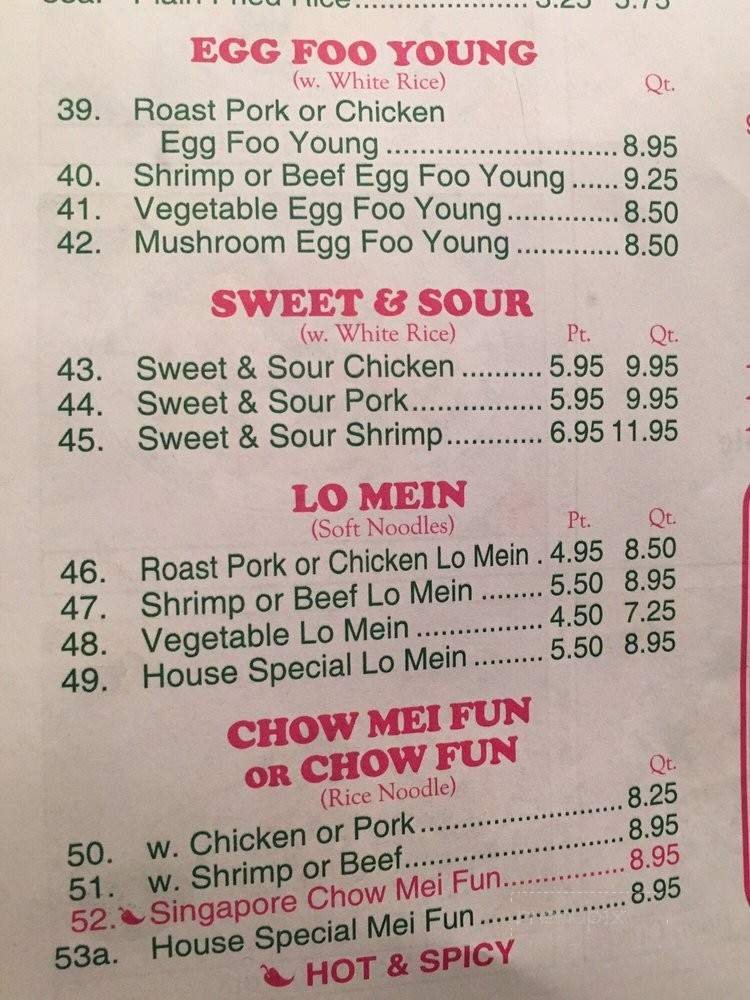 Plain Fried Rice.................... 3.25 5.75
EGG FOO YOUNG
(w. White Rice) Qt.
39. Roast Pork or Chicken
Egg Foo Young ............................. 8.95
40. Shrimp or Beef Egg Foo Young ...... 9.25
41. Vegetable Egg Foo Young.............. 8.50
42. Mushroom Egg Foo Young ............. 8.50
SWEET & SOUR
(w. White Rice) Pt. Qt.
43. Sweet & Sour Chicken .......... 5.95 9.95
44. Sweet & Sour Pork................ 5.95 9.95
45. Sweet & Sour Shrimp............ 6.95 11.95
LO MEIN
(Soft Noodles) Pt. Qt.
46. Roast Pork or Chicken Lo Mein . 4.95 8.50
47. Shrimp or Beef Lo Mein ........ 5.50 8.95
48. Vegetable Lo Mein ................ 4.50 7.25
49. House Special Lo Mein ......... 5.50 8.95
CHOW MEI FUN
OR CHOW FUN
(Rice Noodle) Qt.
50. w. Chicken or Pork......................... 8.25
51. w. Shrimp or Beef........................... 8.95
52. Singapore Chow Mei Fun............... 8.95
53a. House Special Mei Fun .................. 8.95
HOT & SPICY